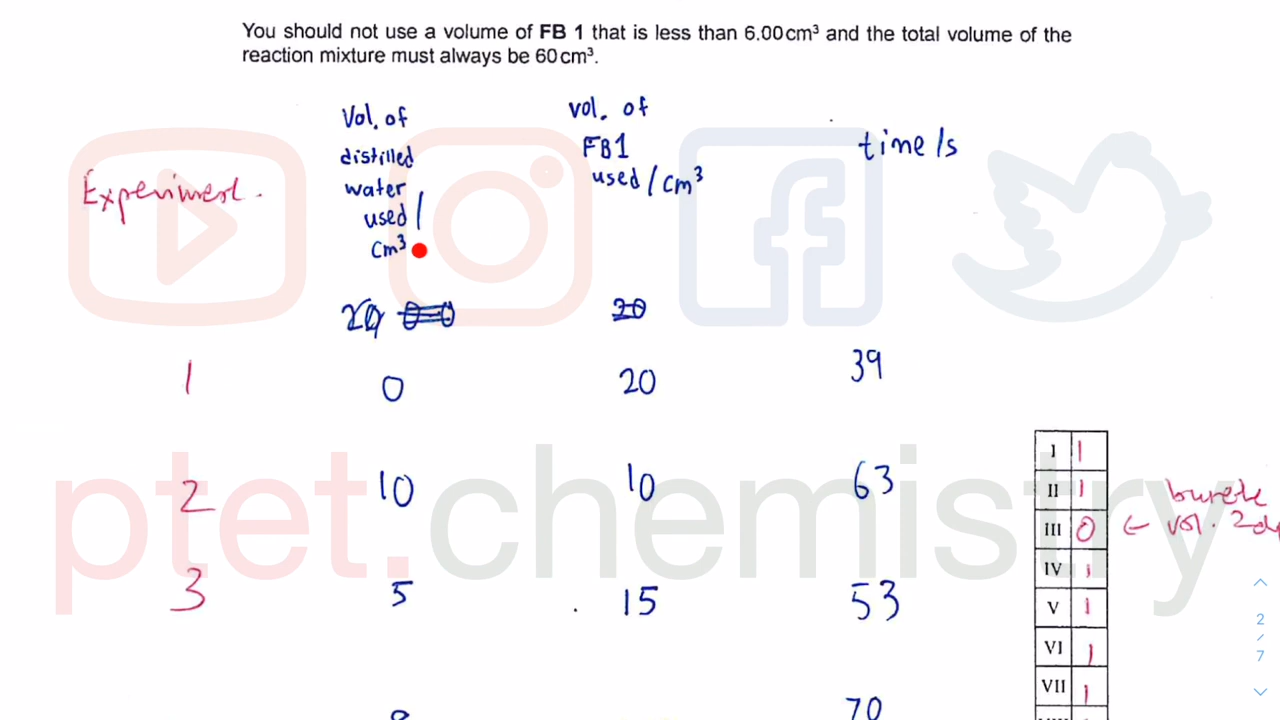 You should not use a volume of FB 1 that is less than 6.00 cm³ and the total volume of the
reaction mixture must always be 60 cm³.
Experiment.
Vol. of
distilled
water
used /
cm³
vol. of
FB1
used / cm³
time/s
20
1 0 20 39
2 10 10 63
3 5 15 53
70
I 1
II 1
III 0 ← vol. 2d
burette
IV 1
V 1
VI 1
VII 1
ptet.chemistry
2
/
7